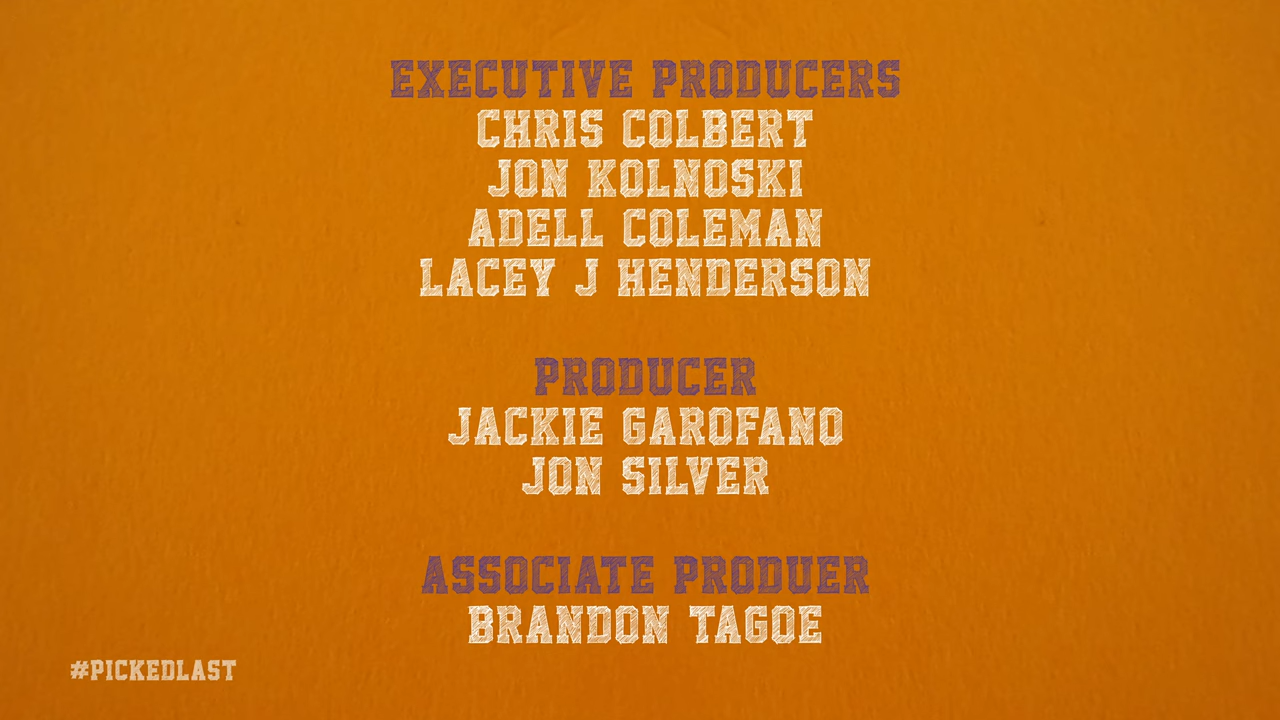 EXECUTIVE PRODUCERS
CHRIS COLBERT
JON KOLNOSKI
ADELL COLEMAN
LACEY J HENDERSON
PRODUCER
JACKIE GAROFANO
JON SILVER
ASSOCIATE PRODUER
BRANDON TAGOE
#PICKEDLAST